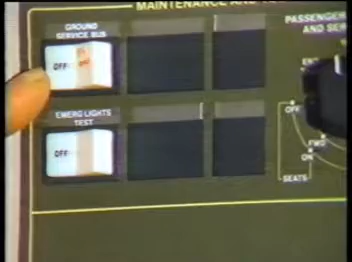 MAINTENANCE AND
GROUND
SERVICE BUS
PASSENGER
AND SER
OFF
ON
EMERG LIGHTS
TEST
OFF
OFF
FWD
ON
SEATS